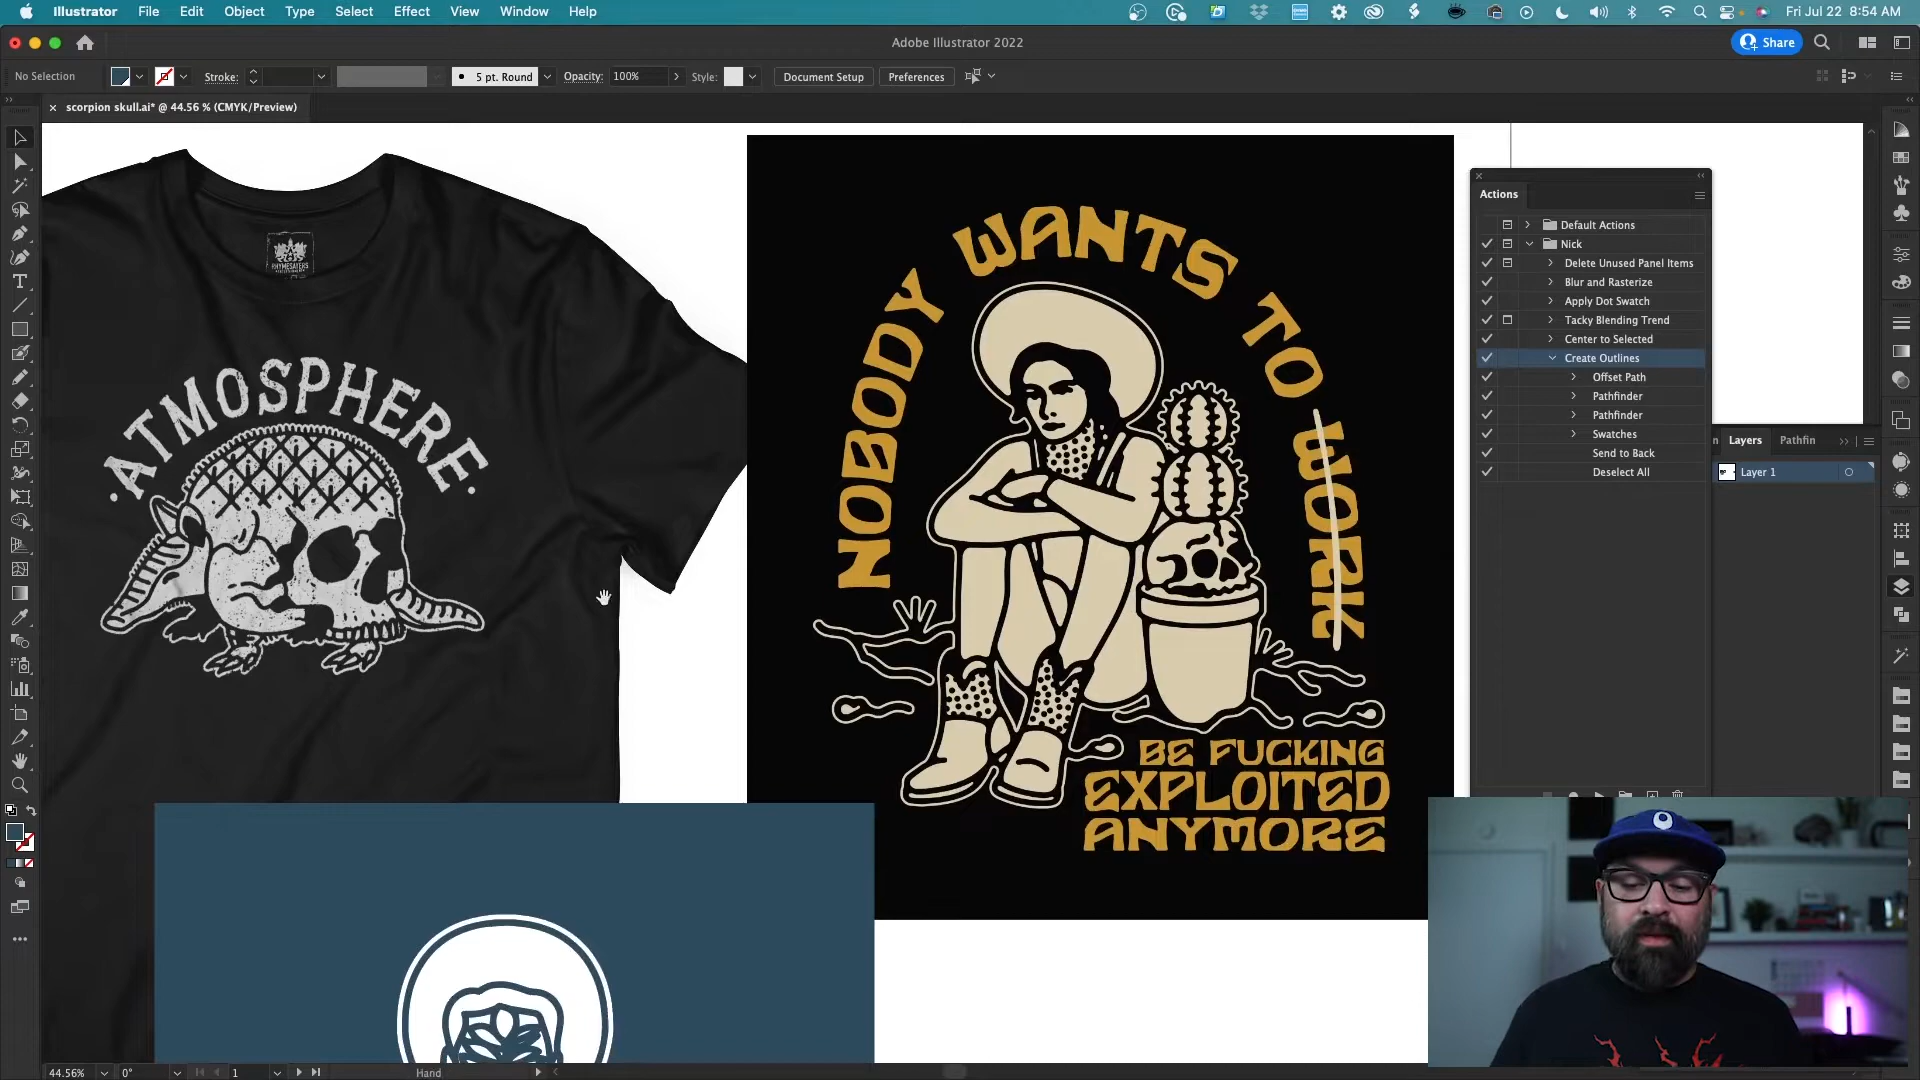 Illustrator File Edit Object Type Select Effect View Window Help
Fri Jul 22 8:54 AM
Adobe Illustrator 2022
Share
No Selection
Stroke:
5 pt. Round
Opacity: 100%
Style:
Document Setup
Preferences
scorpion skull.ai* @ 44.56 % (CMYK/Preview)
ATMOSPHERE
RHYMESAYERS
NOBODY WANTS TO WORK
BE FUCKING
EXPLOITED
ANYMORE
Actions
Default Actions
Nick
Delete Unused Panel Items
Blur and Rasterize
Apply Dot Swatch
Tacky Blending Trend
Center to Selected
Create Outlines
Offset Path
Pathfinder
Pathfinder
Swatches
Send to Back
Deselect All
n Layers Pathfin
Layer 1
44.56% 0° 1 Hand